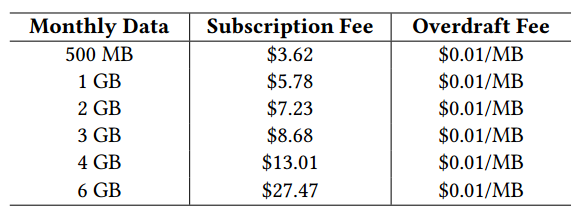 Monthly Data Subscription Fee Overdraft Fee
500 MB $3.62 $0.01/MB
1 GB $5.78 $0.01/MB
2 GB $7.23 $0.01/MB
3 GB $8.68 $0.01/MB
4 GB $13.01 $0.01/MB
6 GB $27.47 $0.01/MB